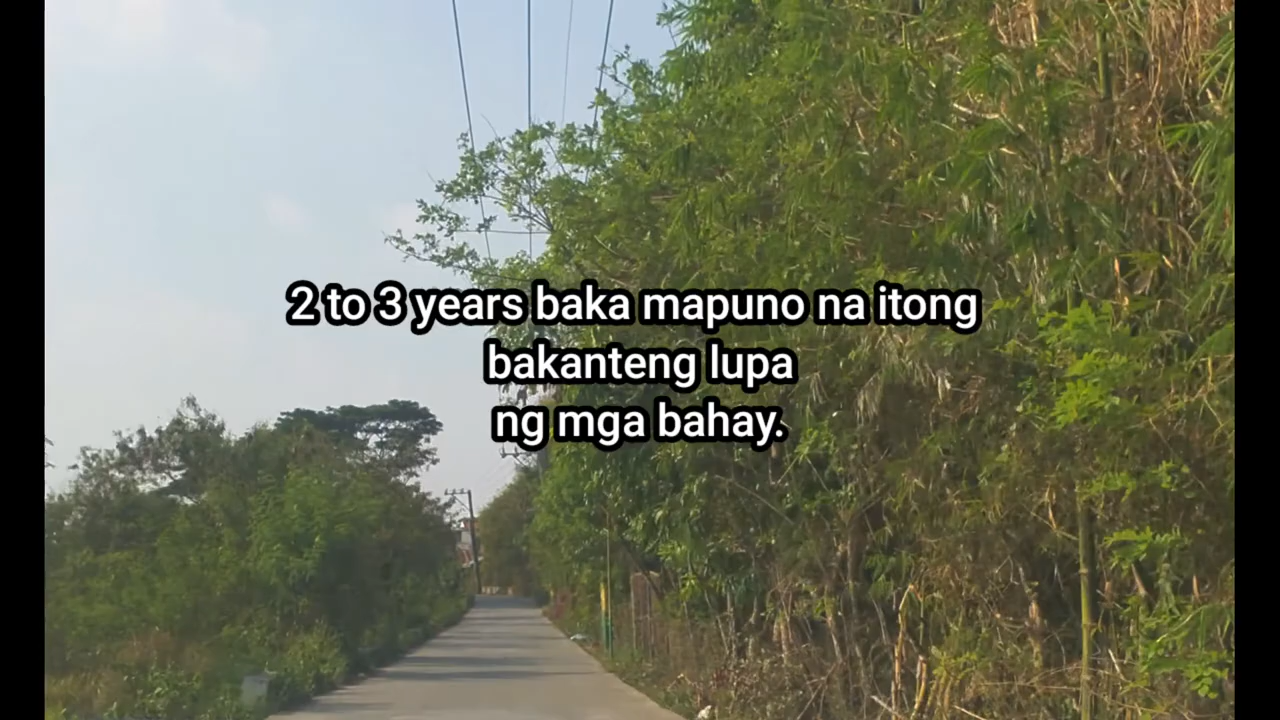 2 to 3 years baka mapuno na itong
bakanteng lupa
ng mga bahay.